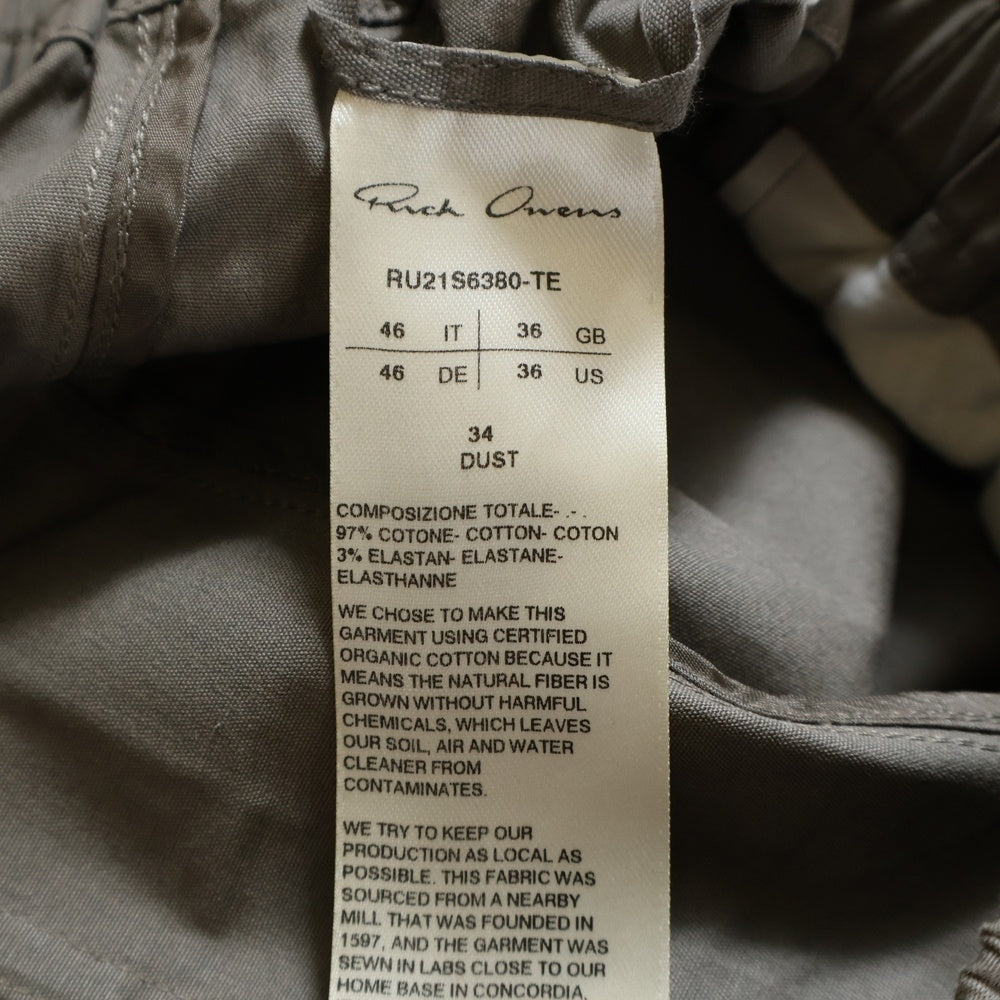 Rick Owens
RU21S6380-TE
46 IT 36 GB
46 DE 36 US
34
DUST
COMPOSIZIONE TOTALE- .- .
97% COTONE- COTTON- COTON
3% ELASTAN- ELASTANE-
ELASTHANNE
WE CHOSE TO MAKE THIS
GARMENT USING CERTIFIED
ORGANIC COTTON BECAUSE IT
MEANS THE NATURAL FIBER IS
GROWN WITHOUT HARMFUL
CHEMICALS, WHICH LEAVES
OUR SOIL, AIR AND WATER
CLEANER FROM
CONTAMINATES.
WE TRY TO KEEP OUR
PRODUCTION AS LOCAL AS
POSSIBLE. THIS FABRIC WAS
SOURCED FROM A NEARBY
MILL THAT WAS FOUNDED IN
1597, AND THE GARMENT WAS
SEWN IN LABS CLOSE TO OUR
HOME BASE IN CONCORDIA,